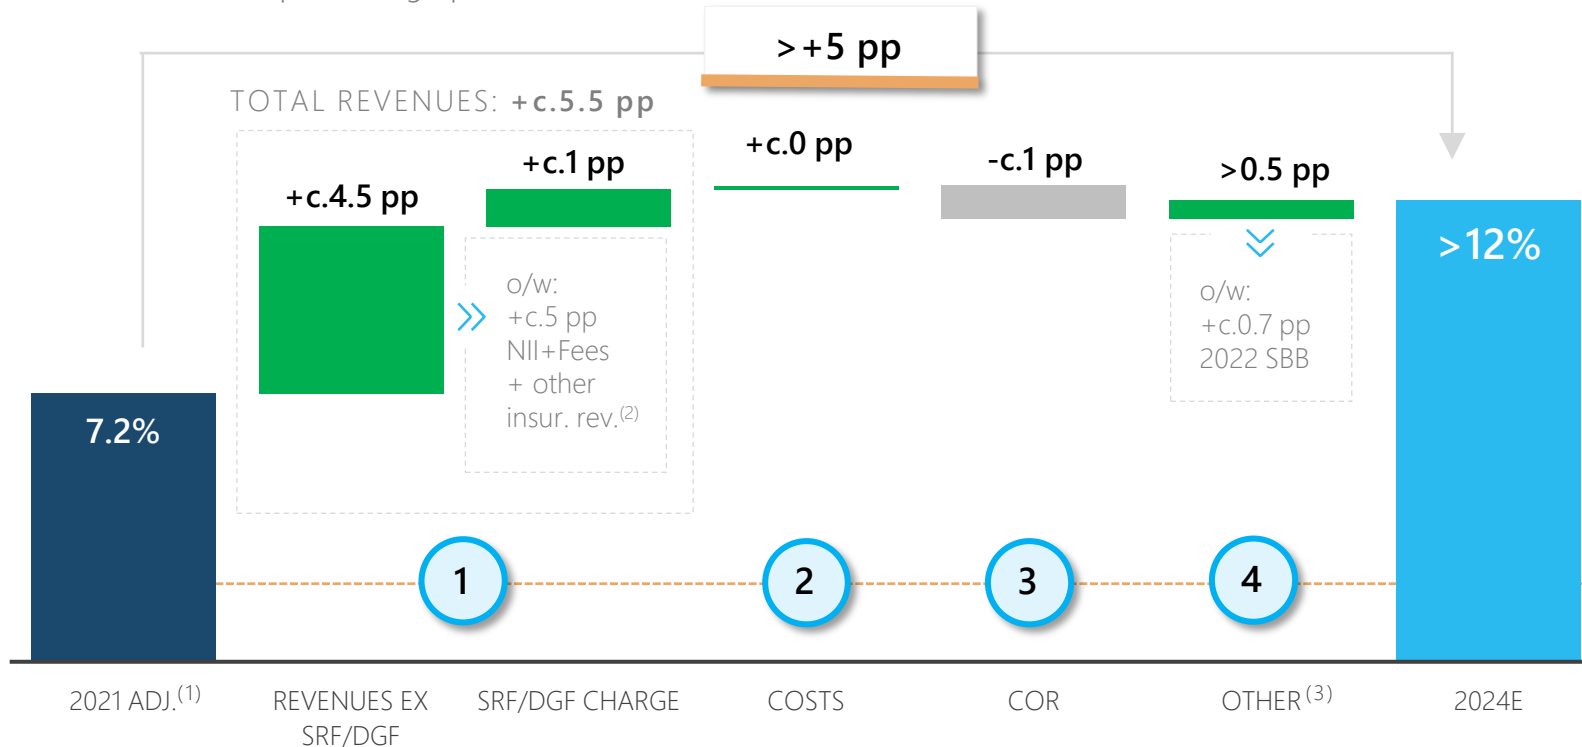 >+5 pp
TOTAL REVENUES: +c.5.5 pp
+c.4.5 pp
+c.1 pp
+c.0 pp
-c.1 pp
>0.5 pp
o/w:
+c.5 pp
NII+Fees
+ other
insur. rev.(2)
o/w:
+c.0.7 pp
2022 SBB
7.2%
>12%
1
2
3
4
2021 ADJ.(1)
REVENUES EX
SRF/DGF
SRF/DGF CHARGE
COSTS
COR
OTHER(3)
2024E